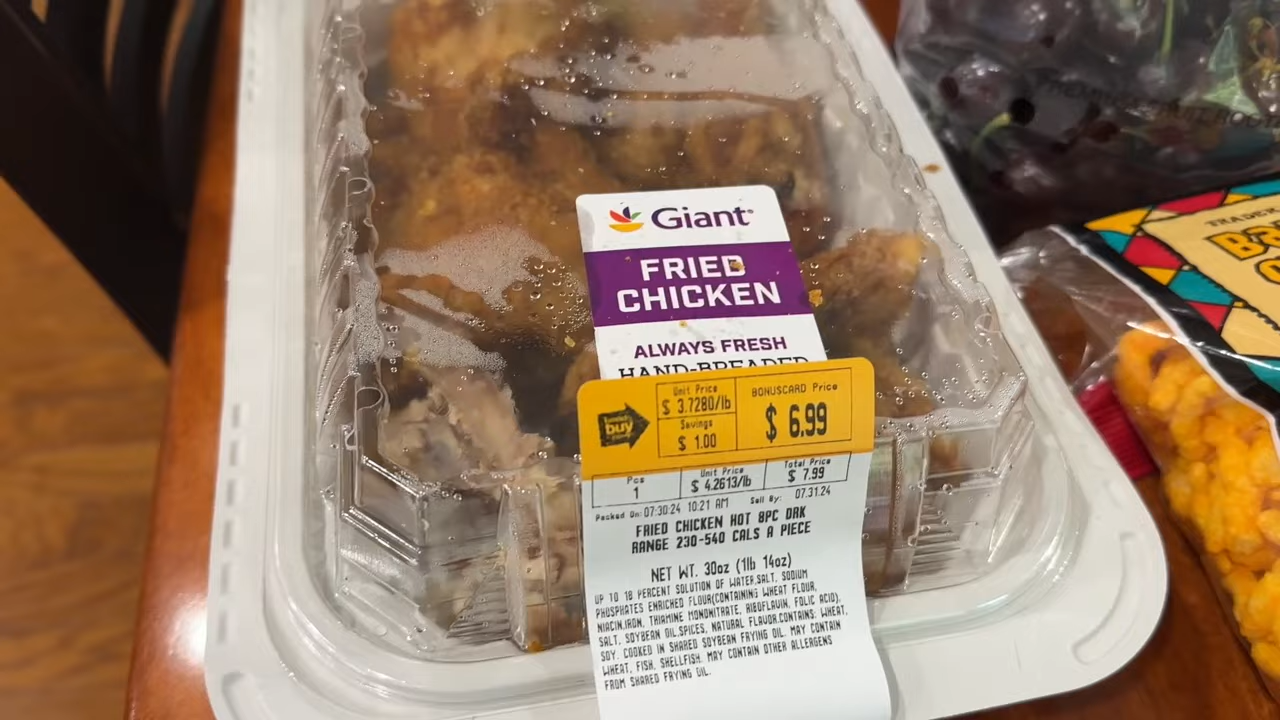 Giant
FRIED
CHICKEN
ALWAYS FRESH
HAND-BREADED
buy
Unit Price
$ 3.7280/lb
Savings
$ 1.00
BONUSCARD Price
$ 6.99
Pcs
1
Unit Price
$ 4.2613/lb
Total Price
$ 7.99
Packed On: 07.30.24 10:21 AM Sell By: 07.31.24
FRIED CHICKEN HOT 8PC DRK
RANGE 230-540 CALS A PIECE
NET WT. 30oz (1lb 14oz)
UP TO 18 PERCENT SOLUTION OF WATER,SALT, SODIUM
PHOSPHATES ENRICHED FLOUR(CONTAINING WHEAT FLOUR,
NIACIN,IRON, THIAMINE MONONITRATE, RIBOFLAVIN, FOLIC ACID),
SALT, SOYBEAN OIL,SPICES, NATURAL FLAVOR.CONTAINS: WHEAT,
SOY. COOKED IN SHARED SOYBEAN FRYING OIL. MAY CONTAIN
WHEAT, FISH, SHELLFISH. MAY CONTAIN OTHER ALLERGENS
FROM SHARED FRYING OIL.
TRADER